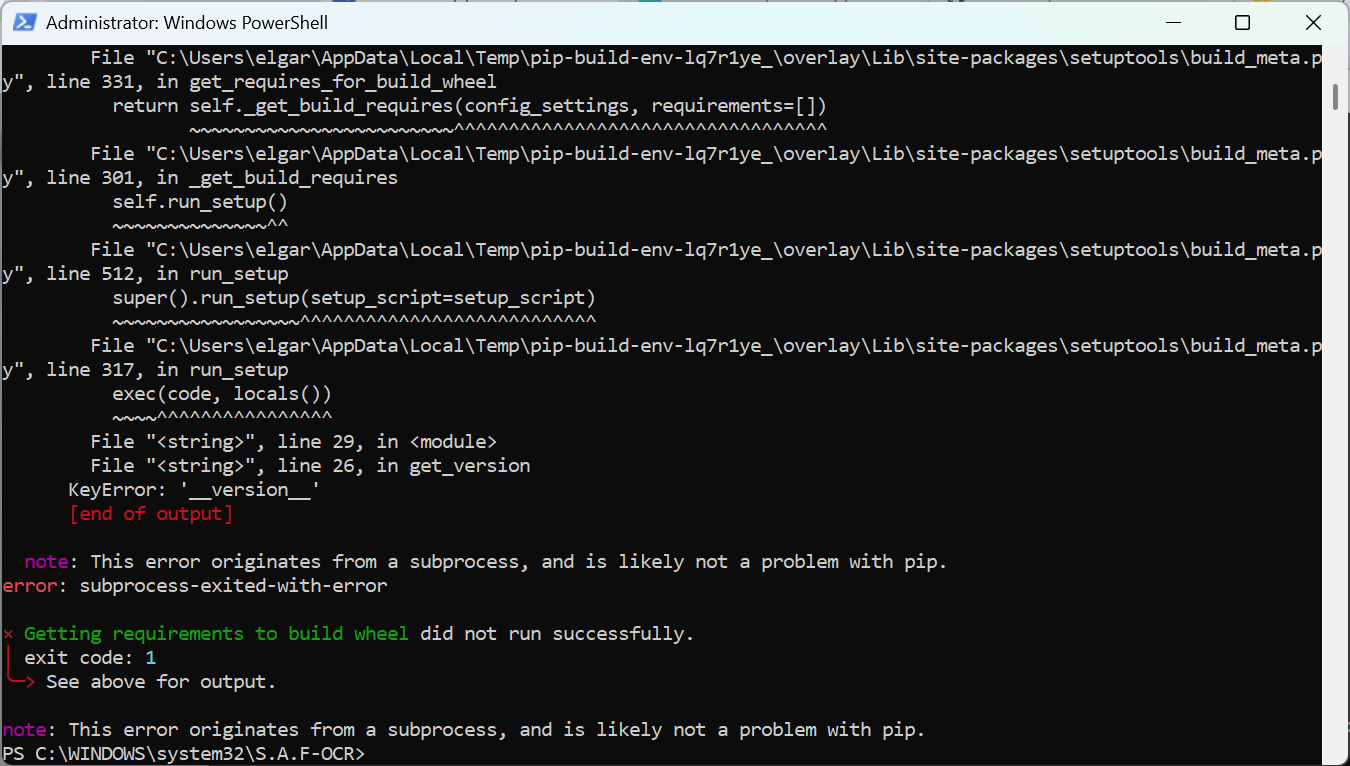 Administrator: Windows PowerShell
File "C:\Users\elgar\AppData\Local\Temp\pip-build-env-lq7r1ye_\overlay\Lib\site-packages\setuptools\build_meta.p
y", line 331, in get_requires_for_build_wheel
return self._get_build_requires(config_settings, requirements=[])
~~~~~~~~~~~~~~~~~~~~~~~~^^^^^^^^^^^^^^^^^^^^^^^^^^^^^^^^^^
File "C:\Users\elgar\AppData\Local\Temp\pip-build-env-lq7r1ye_\overlay\Lib\site-packages\setuptools\build_meta.p
y", line 301, in _get_build_requires
self.run_setup()
~~~~~~~~~~~~~~^^
File "C:\Users\elgar\AppData\Local\Temp\pip-build-env-lq7r1ye_\overlay\Lib\site-packages\setuptools\build_meta.p
y", line 512, in run_setup
super().run_setup(setup_script=setup_script)
~~~~~~~~~~~~~~~~~^^^^^^^^^^^^^^^^^^^^^^^^^^^
File "C:\Users\elgar\AppData\Local\Temp\pip-build-env-lq7r1ye_\overlay\Lib\site-packages\setuptools\build_meta.p
y", line 317, in run_setup
exec(code, locals())
~~~~^^^^^^^^^^^^^^^^
File "<string>", line 29, in <module>
File "<string>", line 26, in get_version
KeyError: '__version__'
[end of output]
note: This error originates from a subprocess, and is likely not a problem with pip.
error: subprocess-exited-with-error
× Getting requirements to build wheel did not run successfully.
│ exit code: 1
╰─> See above for output.
note: This error originates from a subprocess, and is likely not a problem with pip.
PS C:\WINDOWS\system32\S.A.F-OCR>